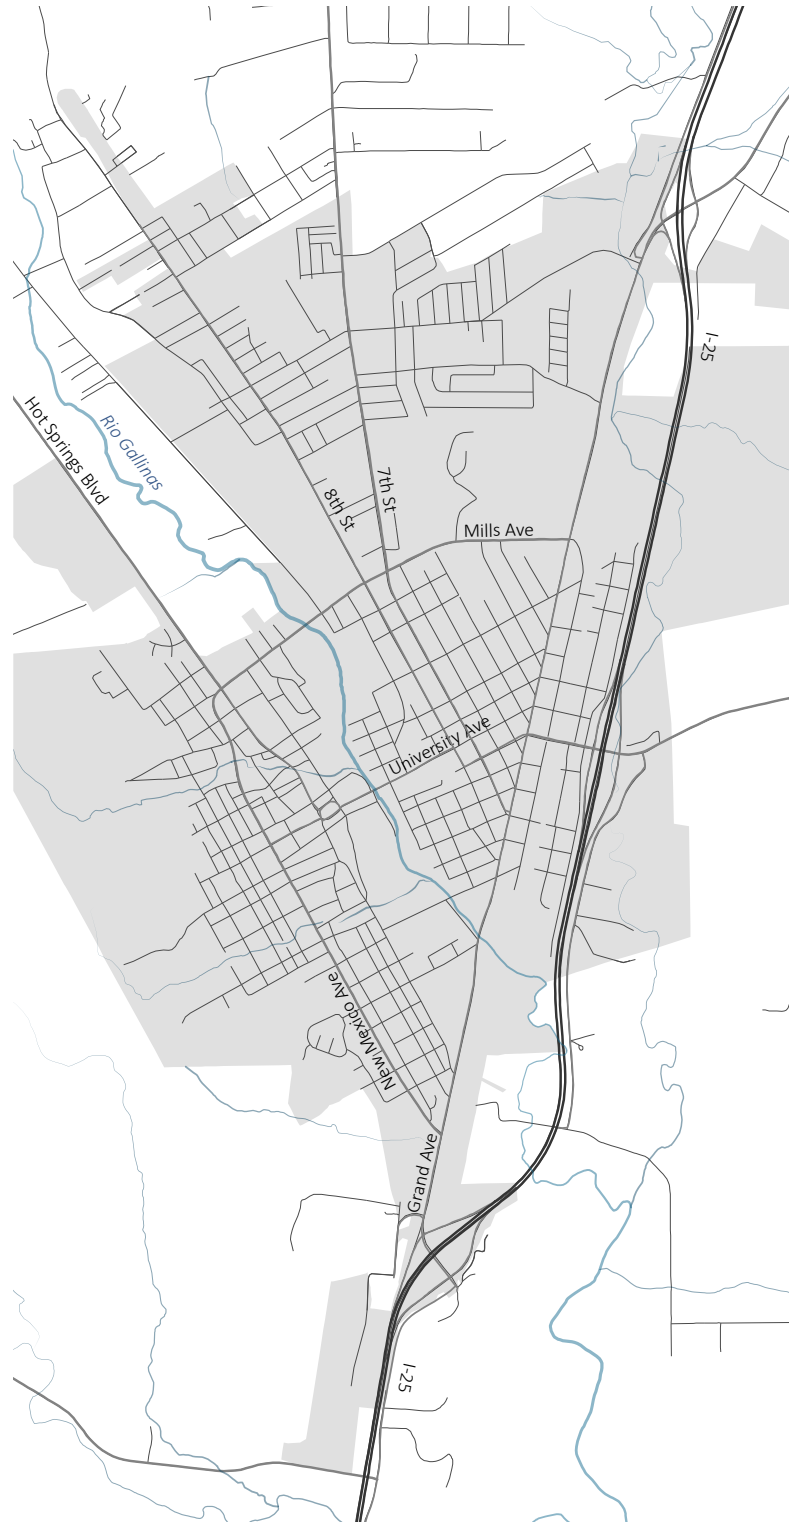 I-25
Hot Springs Blvd
Rio Gallinas
8th St
7th St
Mills Ave
University Ave
New Mexico Ave
Grand Ave
I-25